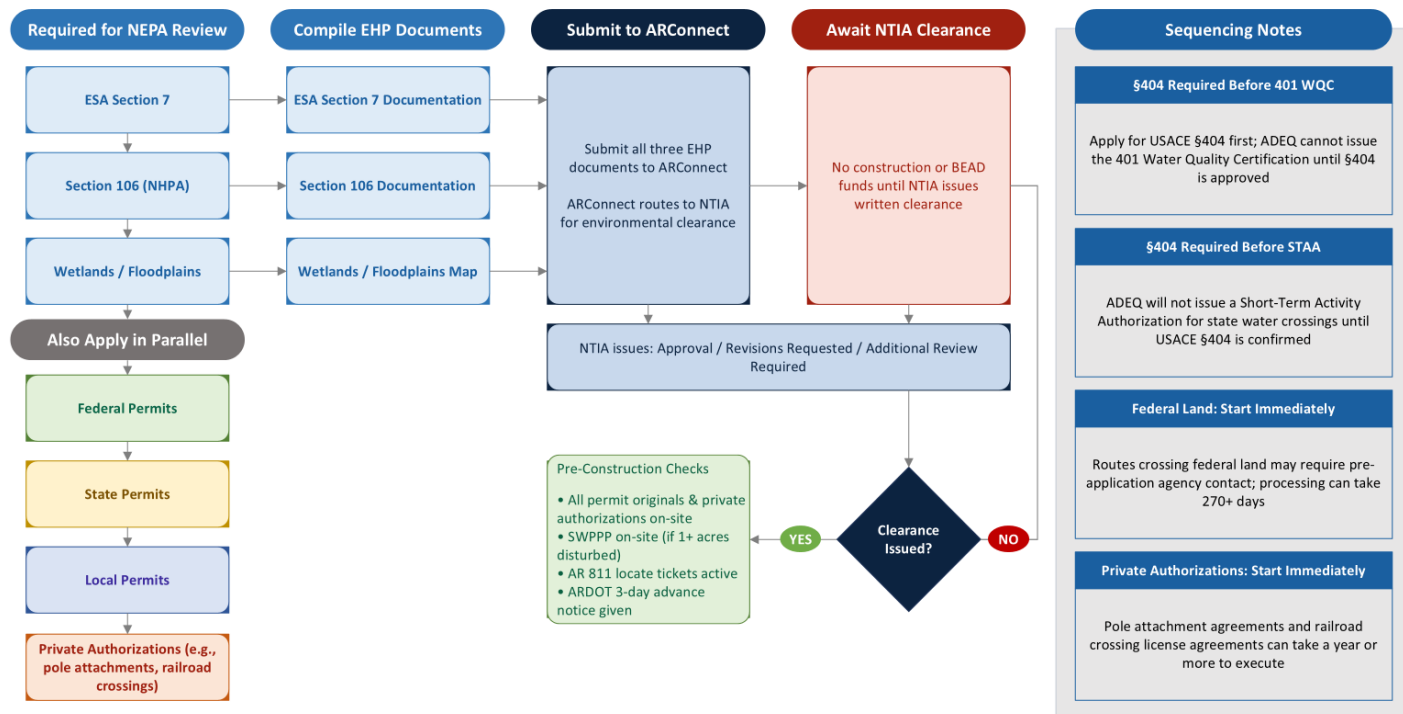 Required for NEPA Review
Compile EHP Documents
Submit to ARConnect
Await NTIA Clearance
Sequencing Notes
ESA Section 7
ESA Section 7 Documentation
Section 106 (NHPA)
Section 106 Documentation
Wetlands / Floodplains
Wetlands / Floodplains Map
Submit all three EHP
documents to ARConnect
ARConnect routes to NTIA
for environmental clearance
No construction or BEAD
funds until NTIA issues
written clearance
Also Apply in Parallel
Federal Permits
State Permits
Local Permits
Private Authorizations (e.g.,
pole attachments, railroad
crossings)
NTIA issues: Approval / Revisions Requested / Additional Review
Required
Clearance
Issued?
YES
NO
Pre-Construction Checks
• All permit originals & private
authorizations on-site
• SWPPP on-site (if 1+ acres
disturbed)
• AR 811 locate tickets active
• ARDOT 3-day advance
notice given
§404 Required Before 401 WQC
Apply for USACE §404 first; ADEQ cannot issue
the 401 Water Quality Certification until §404
is approved
§404 Required Before STAA
ADEQ will not issue a Short-Term Activity
Authorization for state water crossings until
USACE §404 is confirmed
Federal Land: Start Immediately
Routes crossing federal land may require pre-
application agency contact; processing can take
270+ days
Private Authorizations: Start Immediately
Pole attachment agreements and railroad
crossing license agreements can take a year or
more to execute